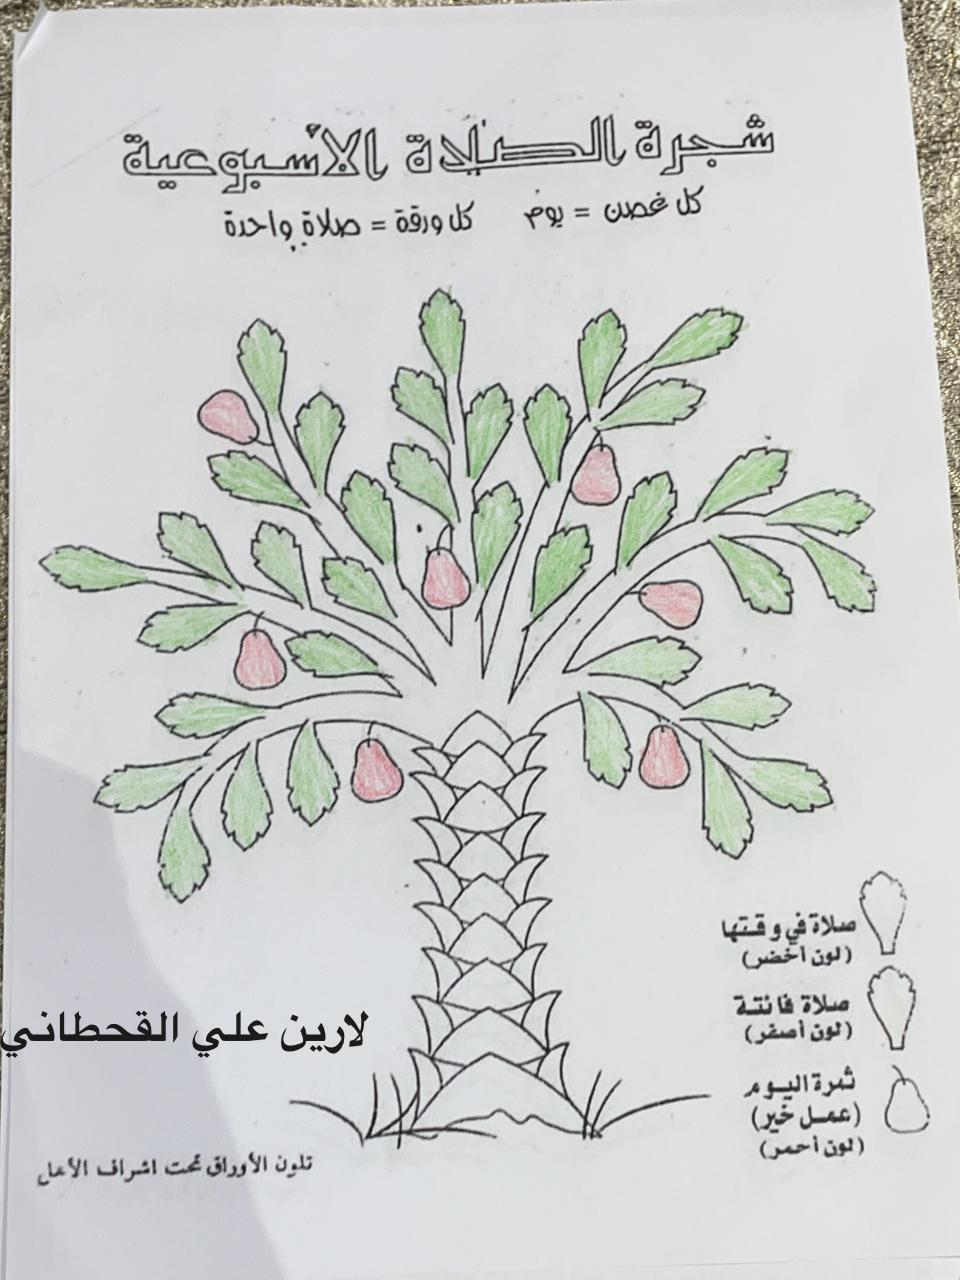 شجرة الصلاة الأسبوعية
كل غصن = يوم    كل ورقة = صلاة واحدة
صلاة في وقتها
(لون أخضر)
صلاة فائتة
(لون أصفر)
ثمرة اليوم
(عمل خير)
(لون أحمر)
لارين علي القحطاني
تلون الأوراق تحت اشراف الأهل